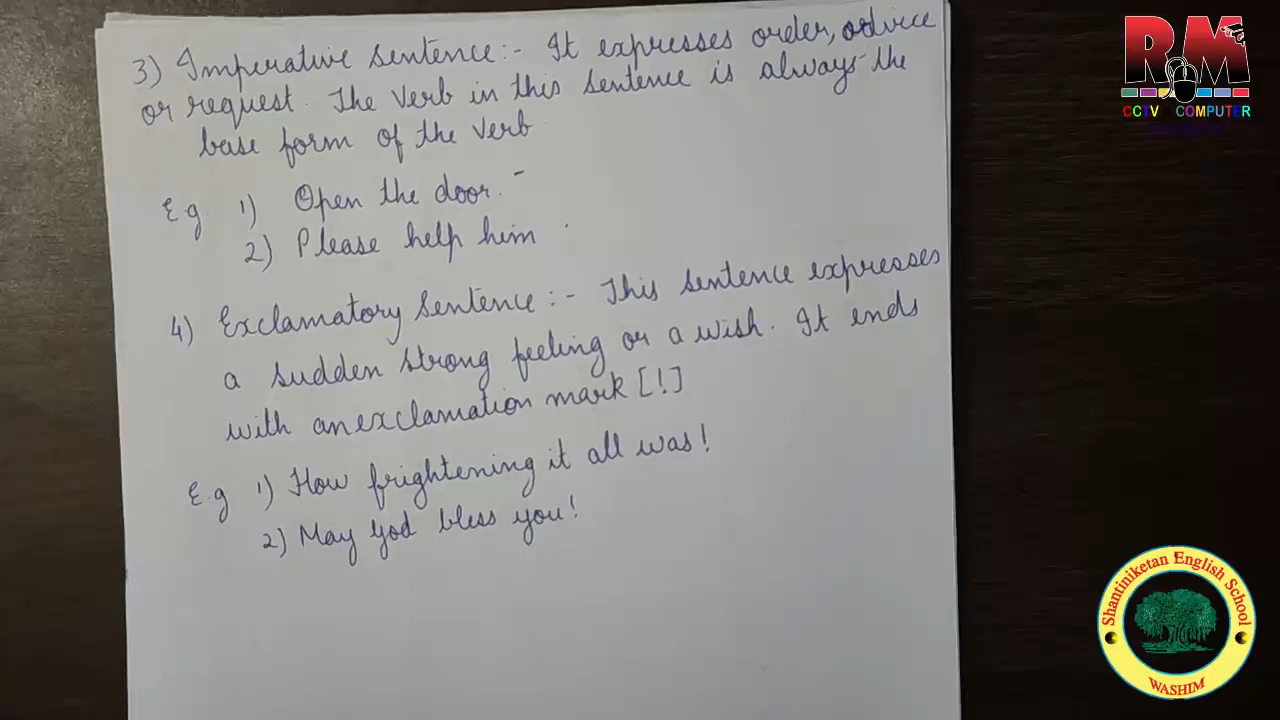 3) Imperative Sentence:- It expresses order, advice
or request. The Verb in this sentence is always the
base form of the verb
E.g. 1) Open the door.
2) Please help him
4) Exclamatory Sentence:- This sentence expresses
a sudden strong feeling or a wish. It ends
with an exclamation mark [!]
E.g 1) How frightening it all was!
2) May God bless you!
RM
CCTV COMPUTER
Shantiniketan English School
WASHIM